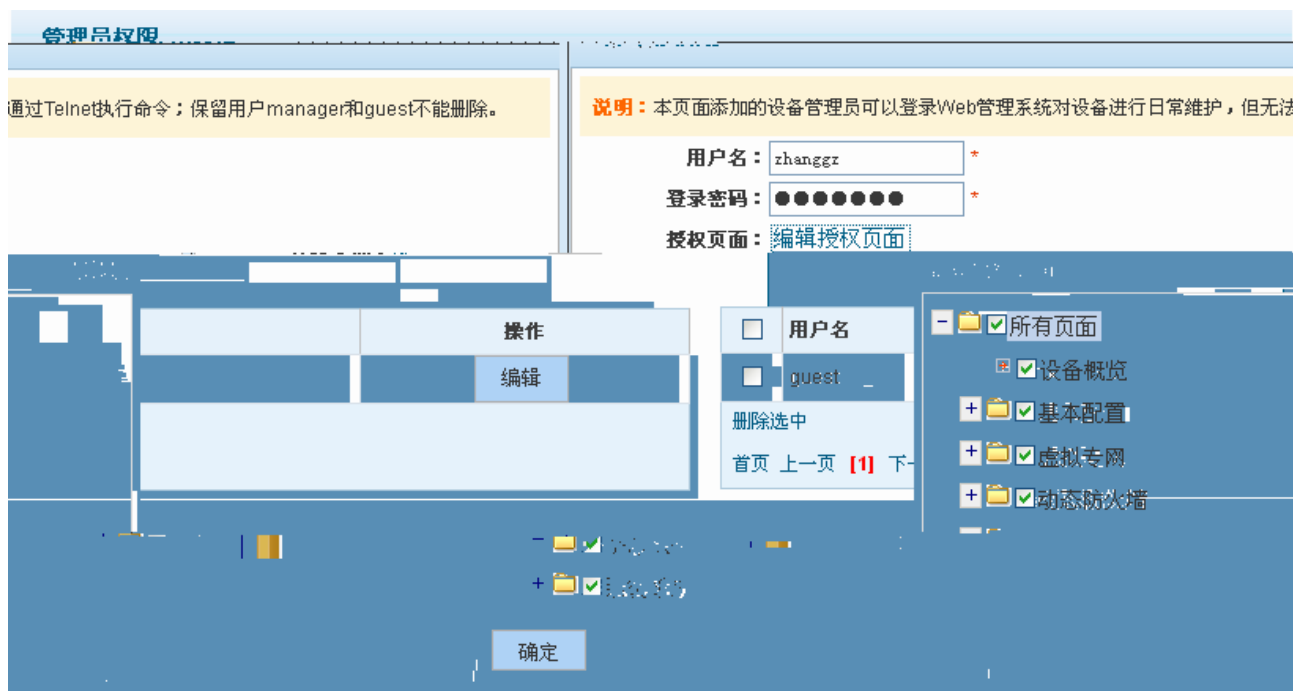 管理员权限
通过Telnet执行命令；保留用户manager和guest不能删除。
说明：本页面添加的设备管理员可以登录Web管理系统对设备进行日常维护，但无法
用户名： zhanggz *
登录密码： ●●●●●●● *
授权页面： 编辑授权页面
操作
用户名
所有页面
编辑
guest
设备概览
删除选中
基本配置
首页 上一页 [1] 下一
虚拟专网
动态防火墙
确定